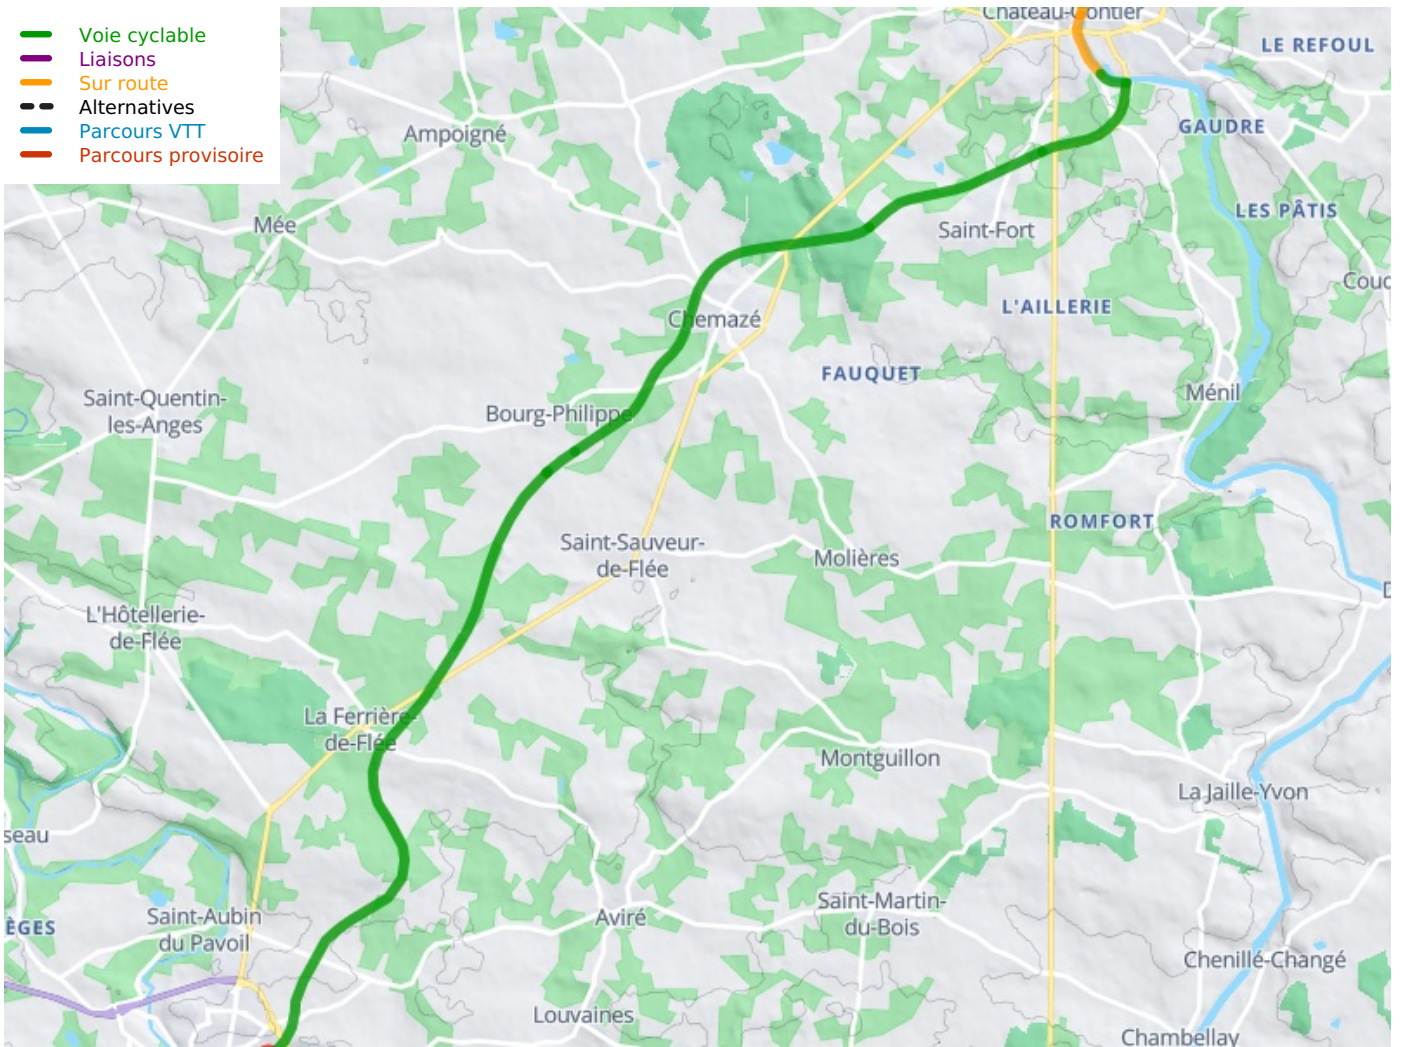 Voie cyclable
Liaisons
Sur route
Alternatives
Parcours VTT
Parcours provisoire
Château-Gontier
LE REFOUL
Ampoigné
GAUDRE
LES PÂTIS
Mée
Saint-Fort
Coud
L'AILLERIE
Chemazé
FAUQUET
Ménil
Saint-Quentin-
les-Anges
Bourg-Philippe
ROMFORT
Saint-Sauveur-
de-Flée
Molières
D
L'Hôtellerie-
de-Flée
La Ferrière-
de-Flée
Montguillon
La Jaille-Yvon
seau
Saint-Martin-
du-Bois
Saint-Aubin
du Pavoil
Aviré
ÈGES
Chenillé-Changé
Louvaines
Chambellay